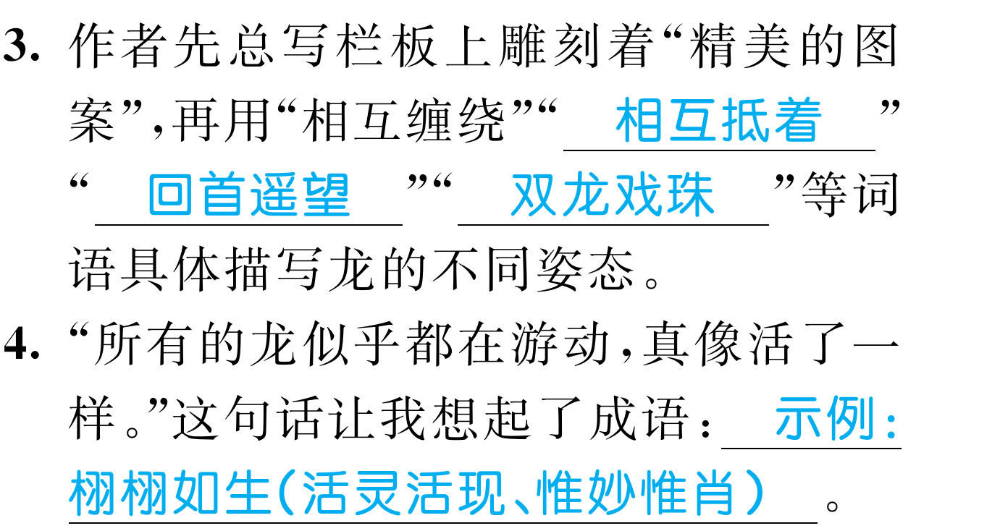 3. 作者先总写栏板上雕刻着“精美的图
案”,再用“相互缠绕”“ 相互抵着 ”
“ 回首遥望 ”“ 双龙戏珠 ”等词
语具体描写龙的不同姿态。
4. “所有的龙似乎都在游动,真像活了一
样。”这句话让我想起了成语: 示例:
栩栩如生(活灵活现、惟妙惟肖) 。